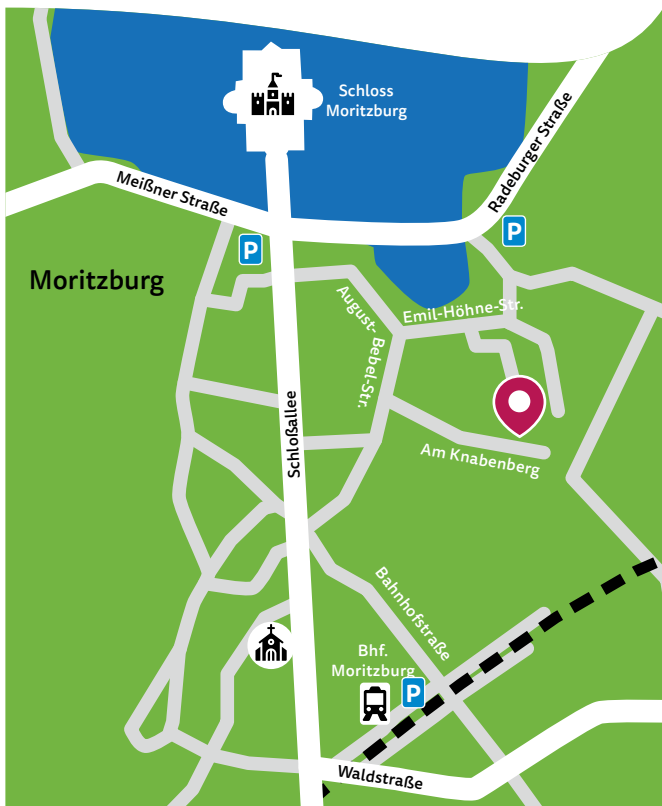 Schloss
Moritzburg
Radeburger Straße
Meißner Straße
P
P
Moritzburg
August-
Bebel-Str.
Emil-Höhne-Str.
Schloßallee
Am Knabenberg
Bahnhofstraße
Bhf.
Moritzburg
P
Waldstraße